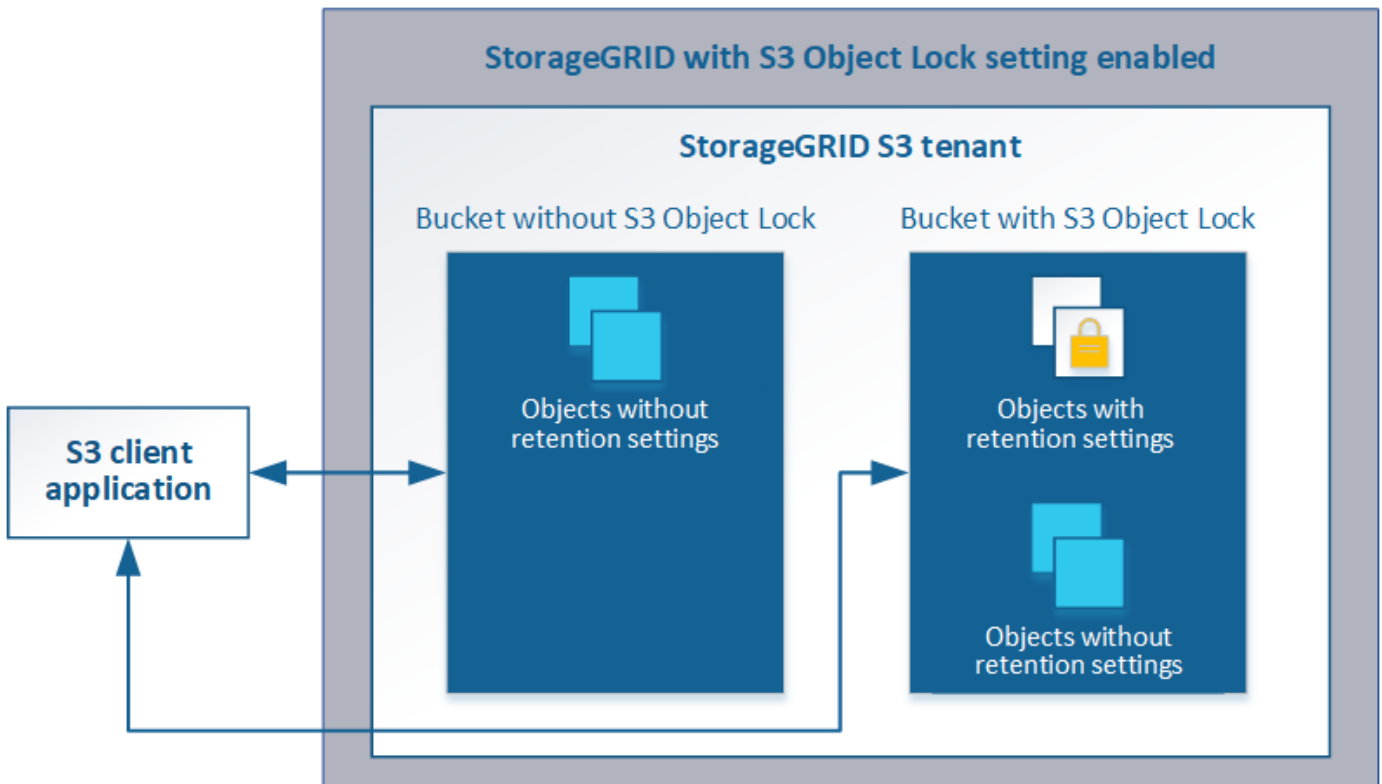 StorageGRID with S3 Object Lock setting enabled
StorageGRID S3 tenant
Bucket without S3 Object Lock
Bucket with S3 Object Lock
Objects without
retention settings
Objects with
retention settings
S3 client
application
Objects without
retention settings